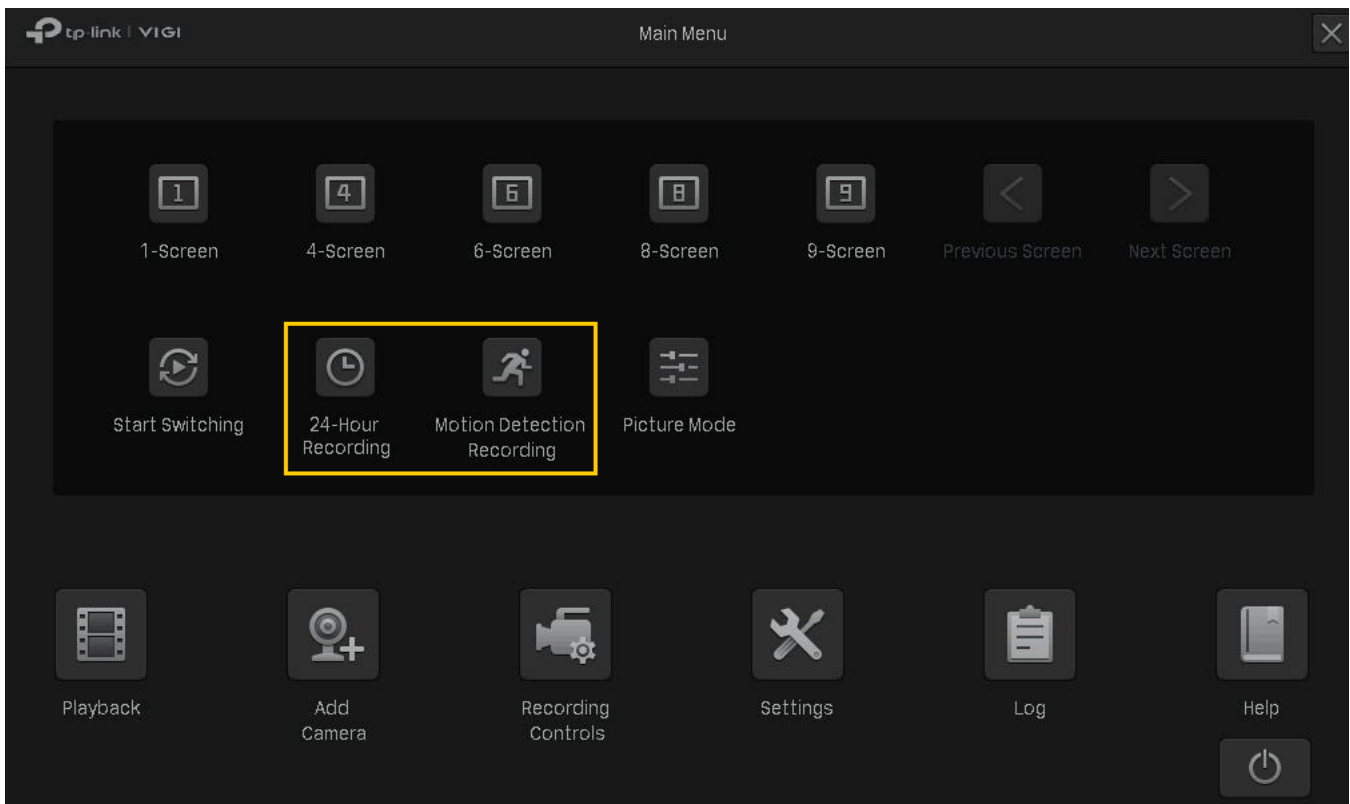 tp-link | VIGI
Main Menu
1
4
6
8
9
1-Screen
4-Screen
6-Screen
8-Screen
9-Screen
Previous Screen
Next Screen
Start Switching
24-Hour
Recording
Motion Detection
Recording
Picture Mode
Playback
Add
Camera
Recording
Controls
Settings
Log
Help